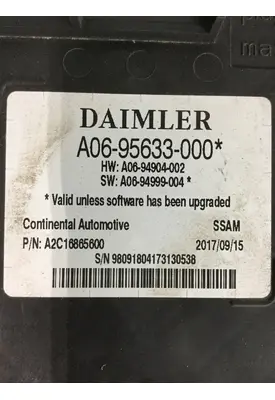 DAIMLER
A06-95633-000*
HW: A06-94904-002
SW: A06-94999-004 *
* Valid unless software has been upgraded
Continental Automotive SSAM
P/N: A2C16865600 2017/09/15
S/N 98091804173130538